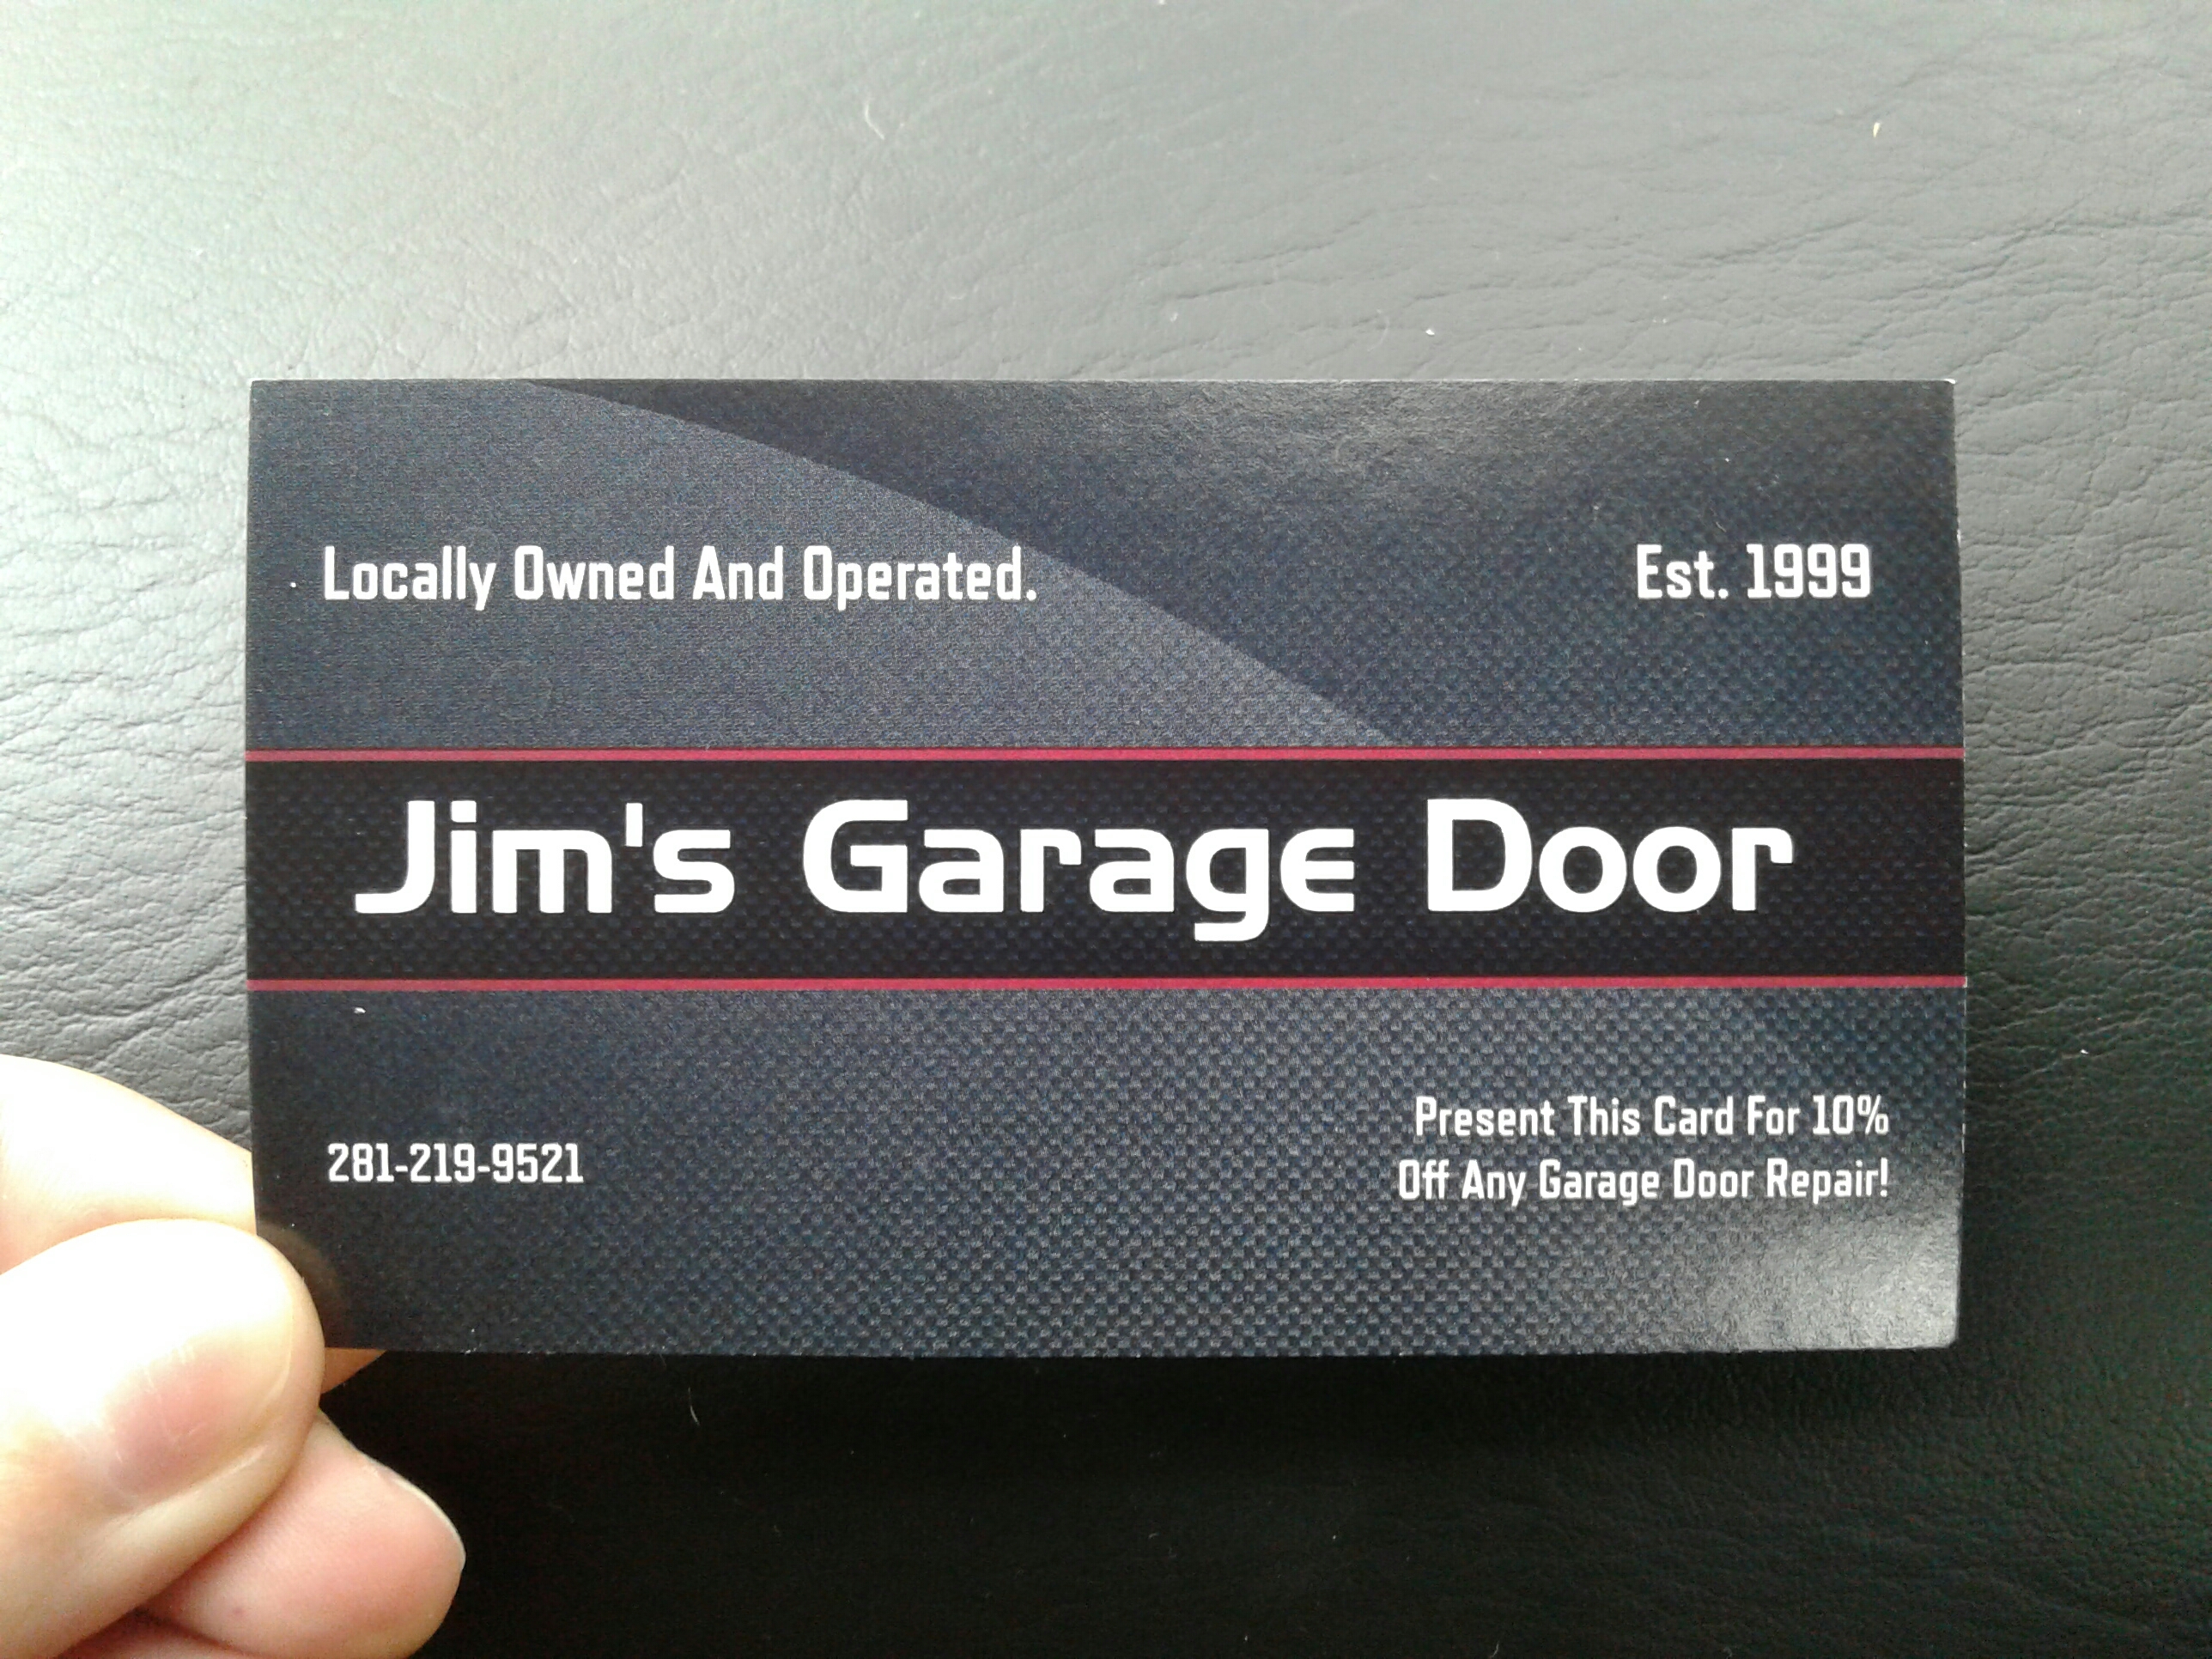 Locally Owned And Operated.
Est. 1999
Jim's Garage Door
281-219-9521
Present This Card For 10%
Off Any Garage Door Repair!